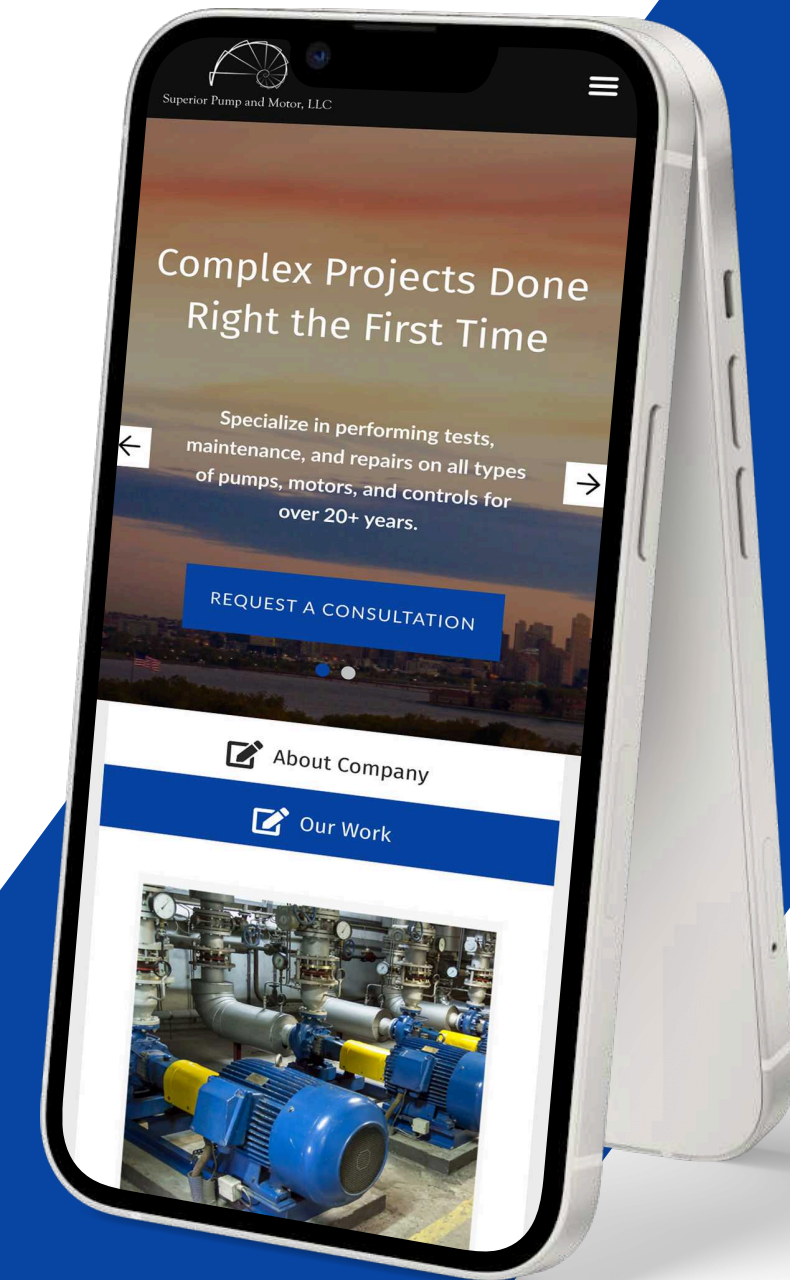 Superior Pump and Motor, LLC
Complex Projects Done
Right the First Time
Specialize in performing tests,
maintenance, and repairs on all types
of pumps, motors, and controls for
over 20+ years.
REQUEST A CONSULTATION
About Company
Our Work